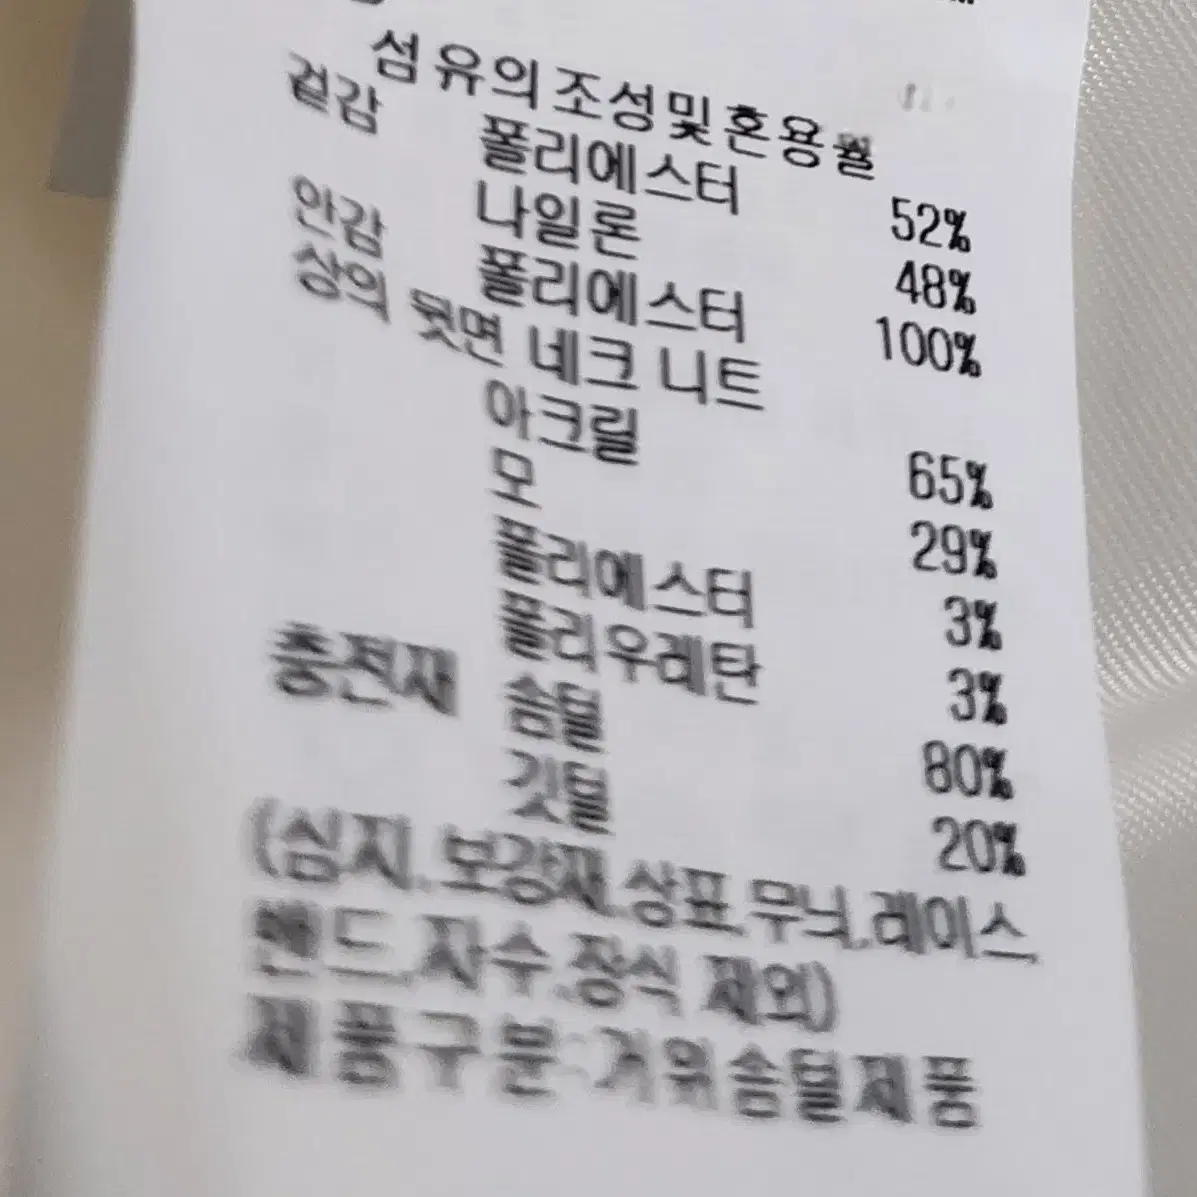 섬유의조성및혼용율
겉감 폴리에스터 52%
나일론 48%
안감 폴리에스터 100%
상의 뒷면 네크 니트
아크릴 65%
모 29%
폴리에스터 3%
폴리우레탄 3%
충전재 솜털 80%
깃털 20%
(심지.보강재.상표.무늬.레이스.
밴드.자수.장식 제외)
제품구분:거위솜털제품